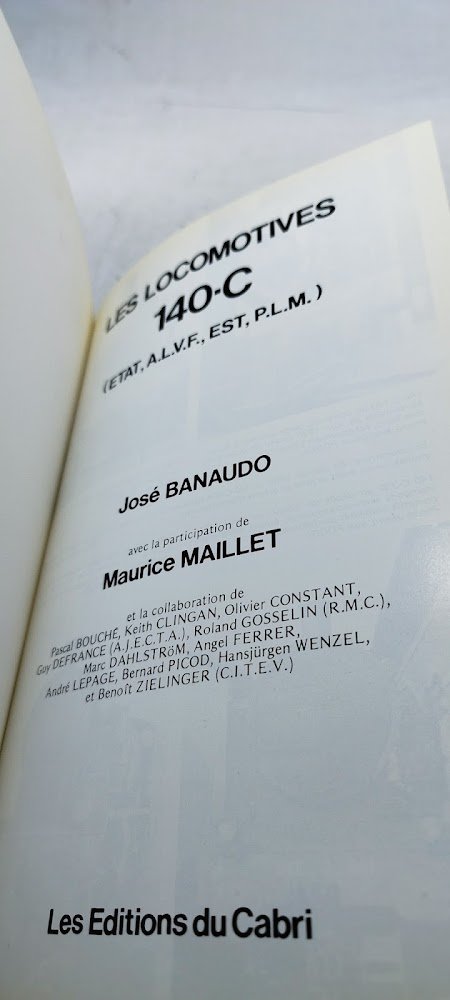 LES LOCOMOTIVES
140-C
(ETAT, A.L.V.F., EST, P.L.M.)
José BANAUDO
avec la participation de
Maurice MAILLET
et la collaboration de
Pascal BOUCHÉ, Keith CLINGAN, Olivier CONSTANT,
Guy DEFRANCE (A.J.E.C.T.A.), Roland GOSSELIN (R.M.C.),
Marc DAHLSTRöM, Angel FERRER,
André LEPAGE, Bernard PICOD, Hansjürgen WENZEL,
et Benoît ZIELINGER (C.I.T.E.V.)
Les Editions du Cabri